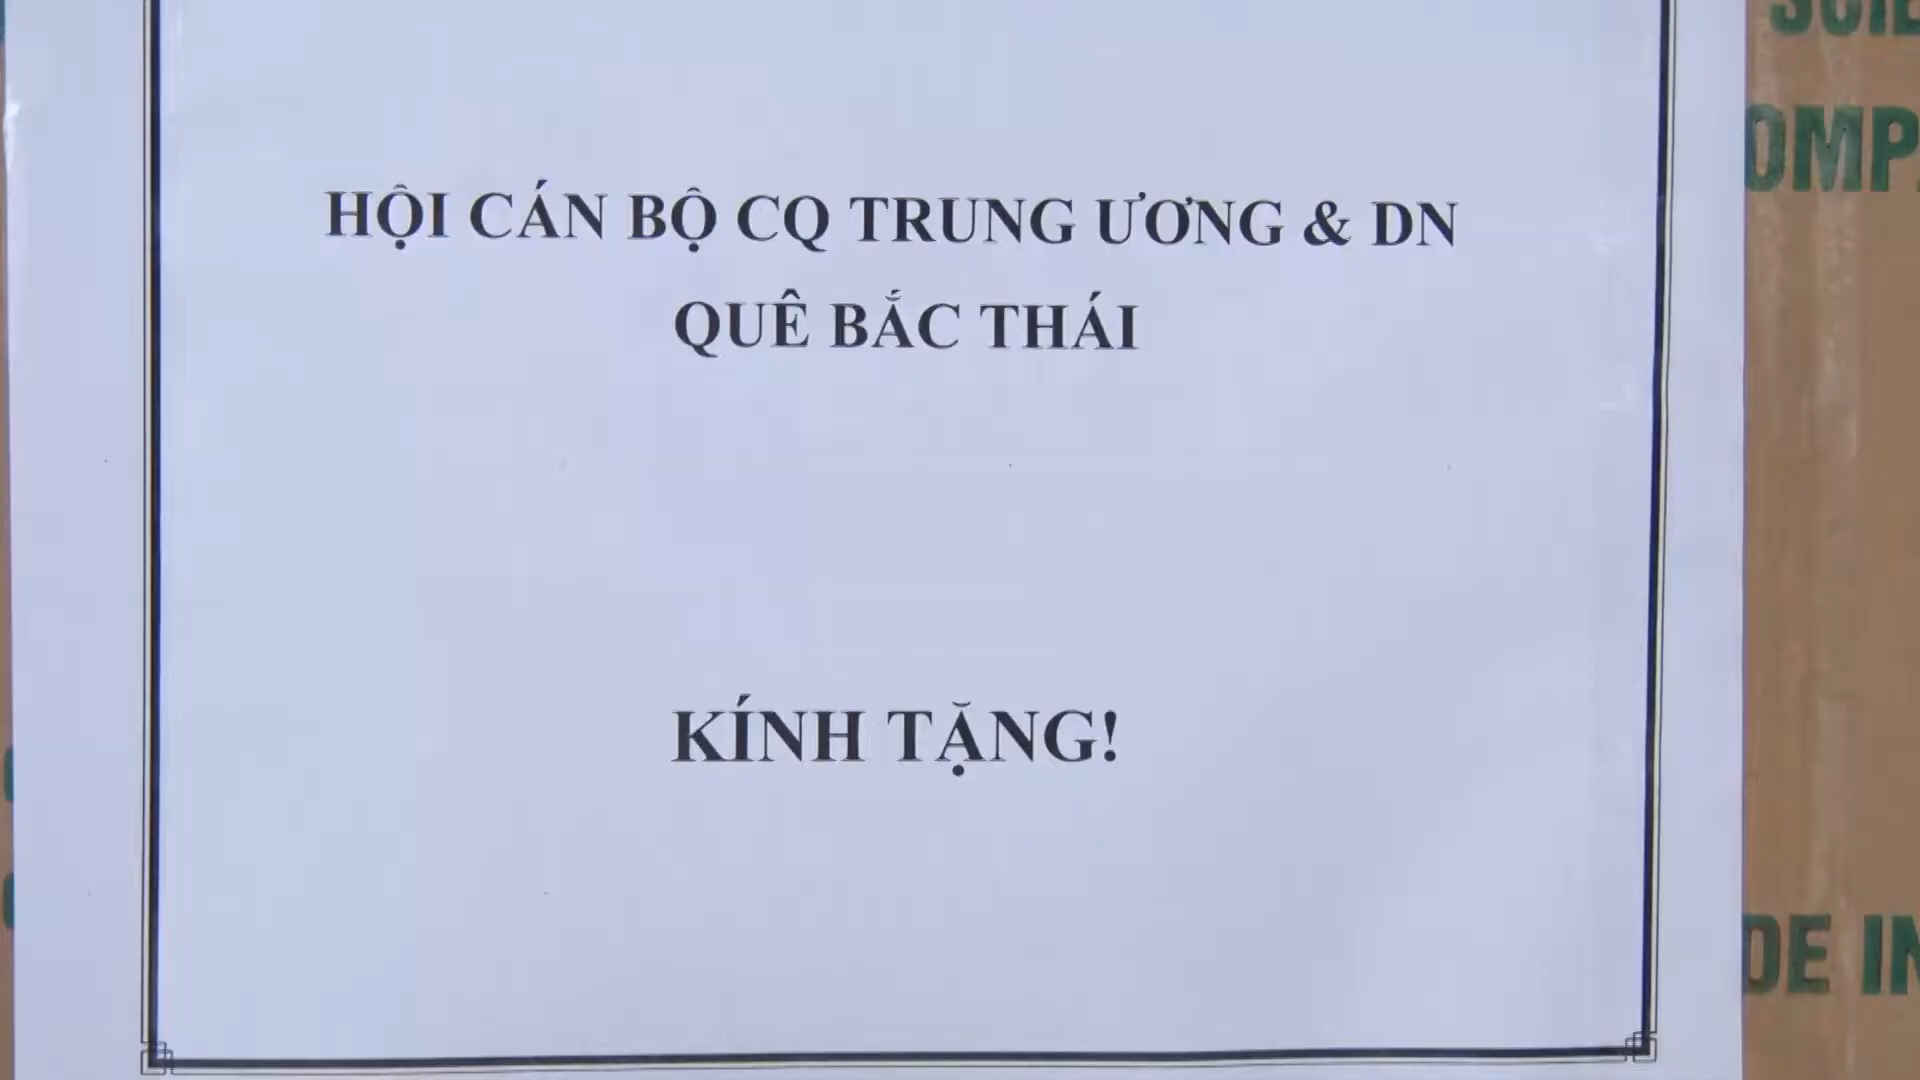 HỘI CÁN BỘ CQ TRUNG ƯƠNG & DN
QUÊ BẮC THÁI
KÍNH TẶNG!